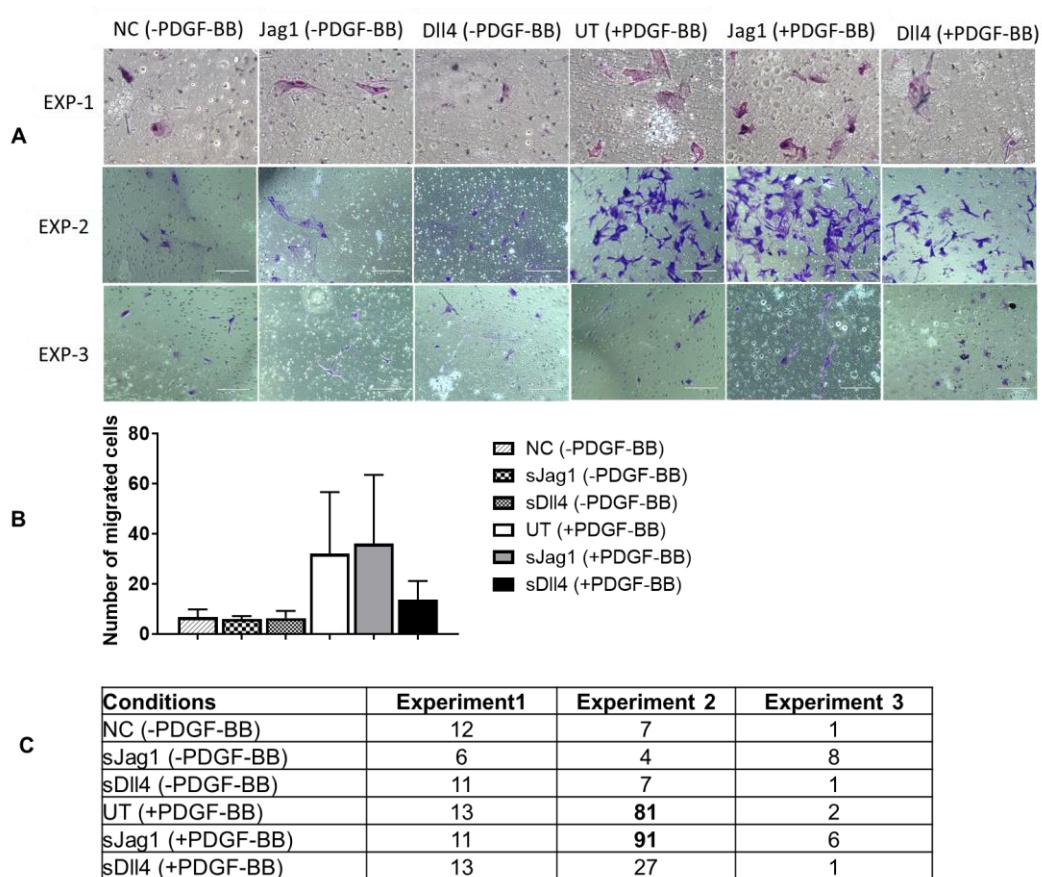 NC (-PDGF-BB) Jag1 (-PDGF-BB) Dll4 (-PDGF-BB) UT (+PDGF-BB) Jag1 (+PDGF-BB) Dll4 (+PDGF-BB)
EXP-1
A
EXP-2
EXP-3
B
Number of migrated cells
80
60
40
20
0
NC (-PDGF-BB)
sJag1 (-PDGF-BB)
sDll4 (-PDGF-BB)
UT (+PDGF-BB)
sJag1 (+PDGF-BB)
sDll4 (+PDGF-BB)
C
Conditions Experiment1 Experiment 2 Experiment 3
NC (-PDGF-BB) 12 7 1
sJag1 (-PDGF-BB) 6 4 8
sDll4 (-PDGF-BB) 11 7 1
UT (+PDGF-BB) 13 81 2
sJag1 (+PDGF-BB) 11 91 6
sDll4 (+PDGF-BB) 13 27 1